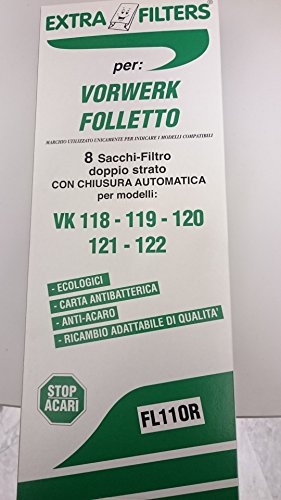 EXTRA FILTERS®
per:
VORWERK
FOLLETTO
MARCHIO UTILIZZATO UNICAMENTE PER INDICARE I MODELLI COMPATIBILI
8 Sacchi-Filtro
doppio strato
CON CHIUSURA AUTOMATICA
per modelli:
VK 118 - 119 - 120
121 - 122
- ECOLOGICI
- CARTA ANTIBATTERICA
- ANTI-ACARO
- RICAMBIO ADATTABILE DI QUALITA'
STOP
ACARI
FL110R